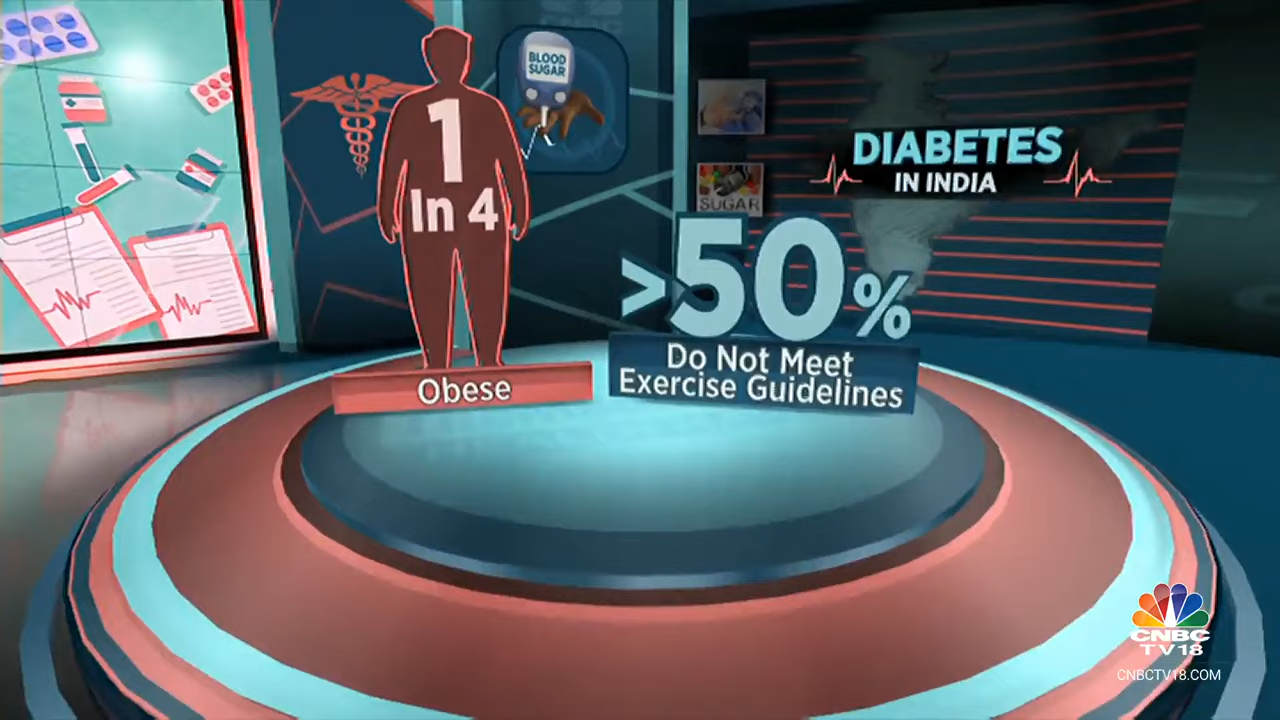 1
In 4
Obese
BLOOD
SUGAR
SUGAR
DIABETES
IN INDIA
>50%
Do Not Meet
Exercise Guidelines
CNBC
TV18
CNBCTV18.COM